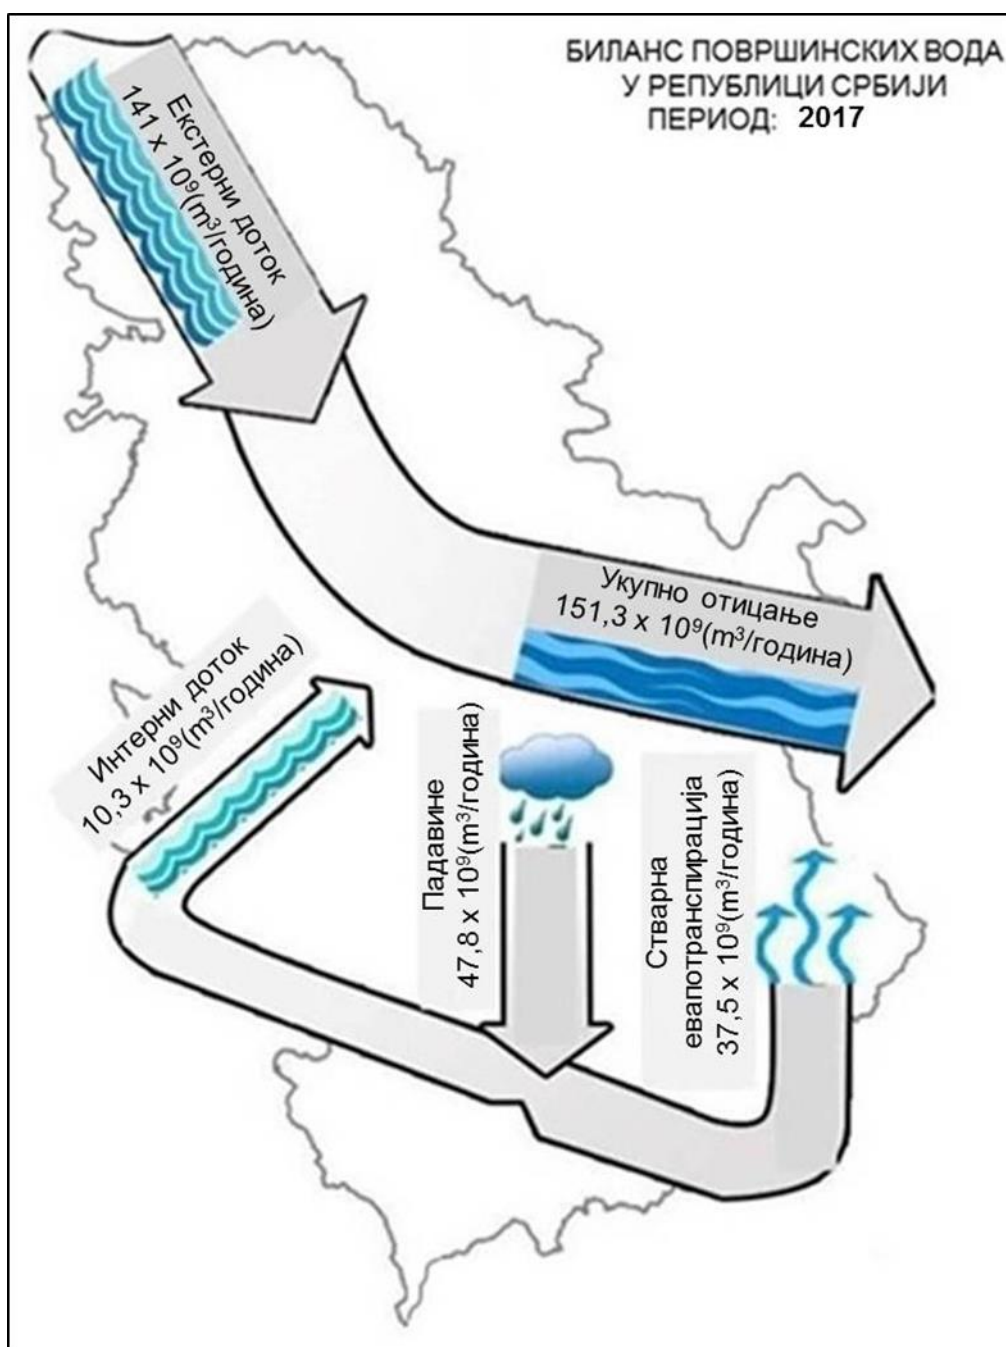 БИЛАНС ПОВРШИНСКИХ ВОДА
У РЕПУБЛИЦИ СРБИЈИ
ПЕРИОД: 2017
Екстерни доток
141 x 10⁹(m³/година)
Укупно отицање
151,3 x 10⁹(m³/година)
Интерни доток
10,3 x 10⁹(m³/година)
Падавине
47,8 x 10⁹(m³/година)
Стварна
евапотранспирација
37,5 x 10⁹(m³/година)